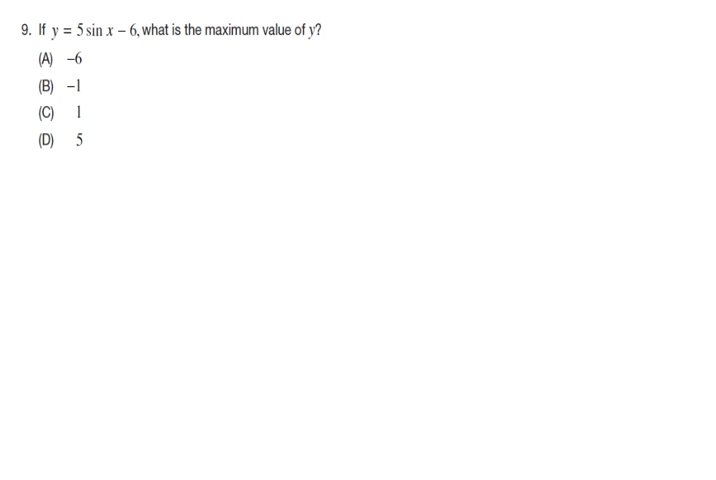 9. If y = 5 sin x – 6, what is the maximum value of y?
(A) –6
(B) –1
(C) 1
(D) 5